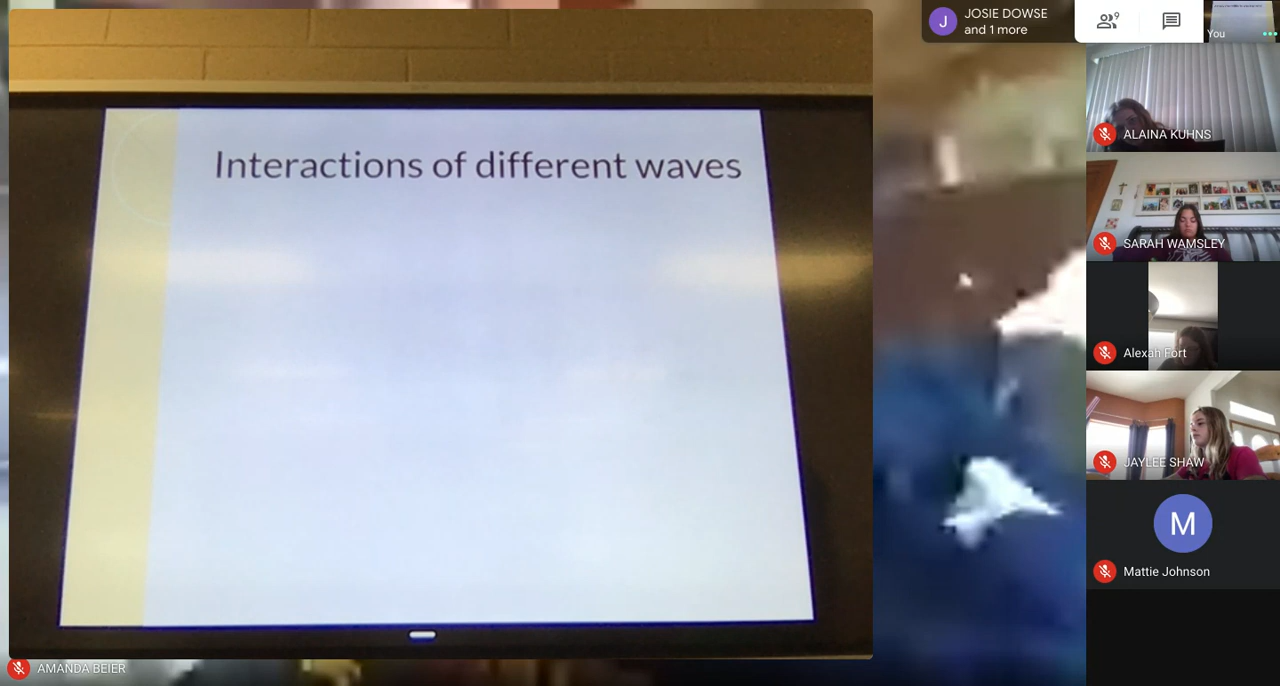 Interactions of different waves
J
JOSIE DOWSE
and 1 more
9
You
ALAINA KUHNS
SARAH WAMSLEY
Alexah Fort
JAYLEE SHAW
M
Mattie Johnson
AMANDA BEIER